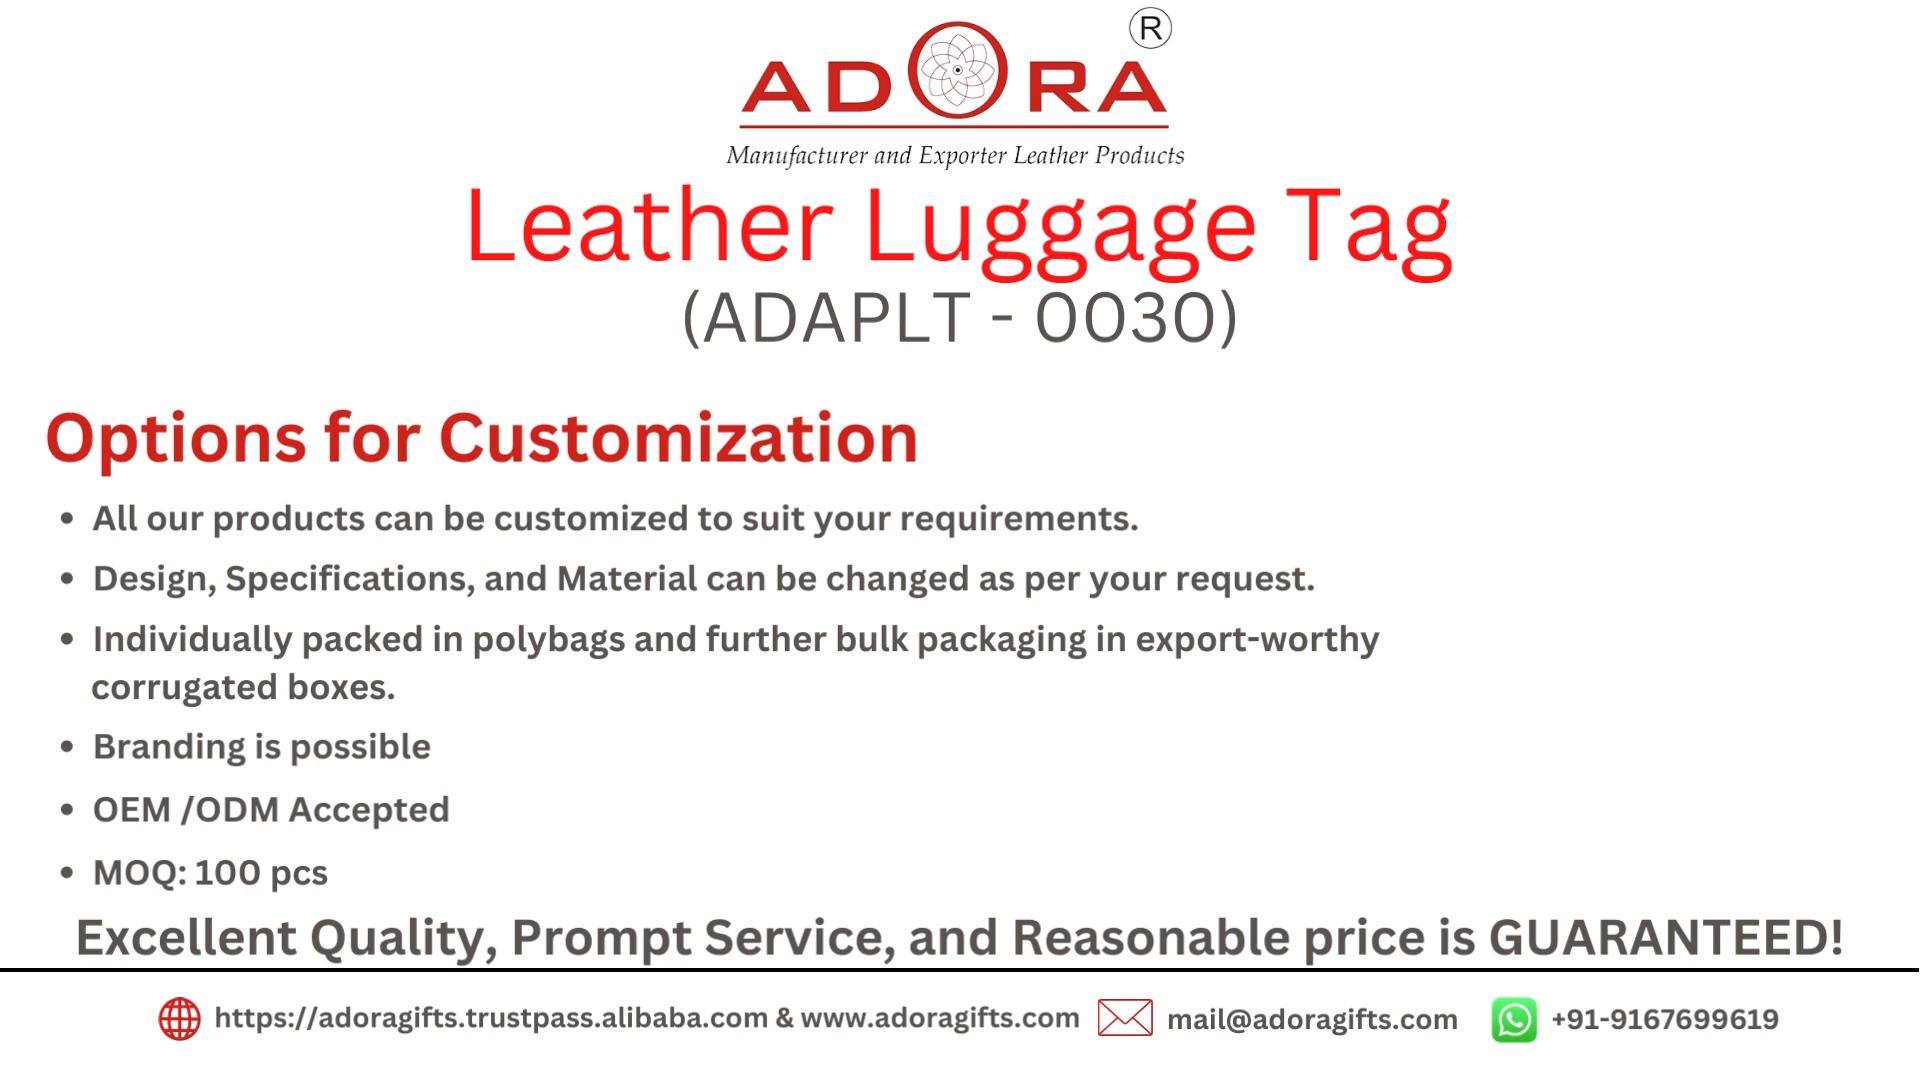 ADORA ®
Manufacturer and Exporter Leather Products
Leather Luggage Tag
(ADAPLT - 0030)
Options for Customization
• All our products can be customized to suit your requirements.
• Design, Specifications, and Material can be changed as per your request.
• Individually packed in polybags and further bulk packaging in export-worthy
corrugated boxes.
• Branding is possible
• OEM /ODM Accepted
• MOQ: 100 pcs
Excellent Quality, Prompt Service, and Reasonable price is GUARANTEED!
https://adoragifts.trustpass.alibaba.com & www.adoragifts.com mail@adoragifts.com +91-9167699619